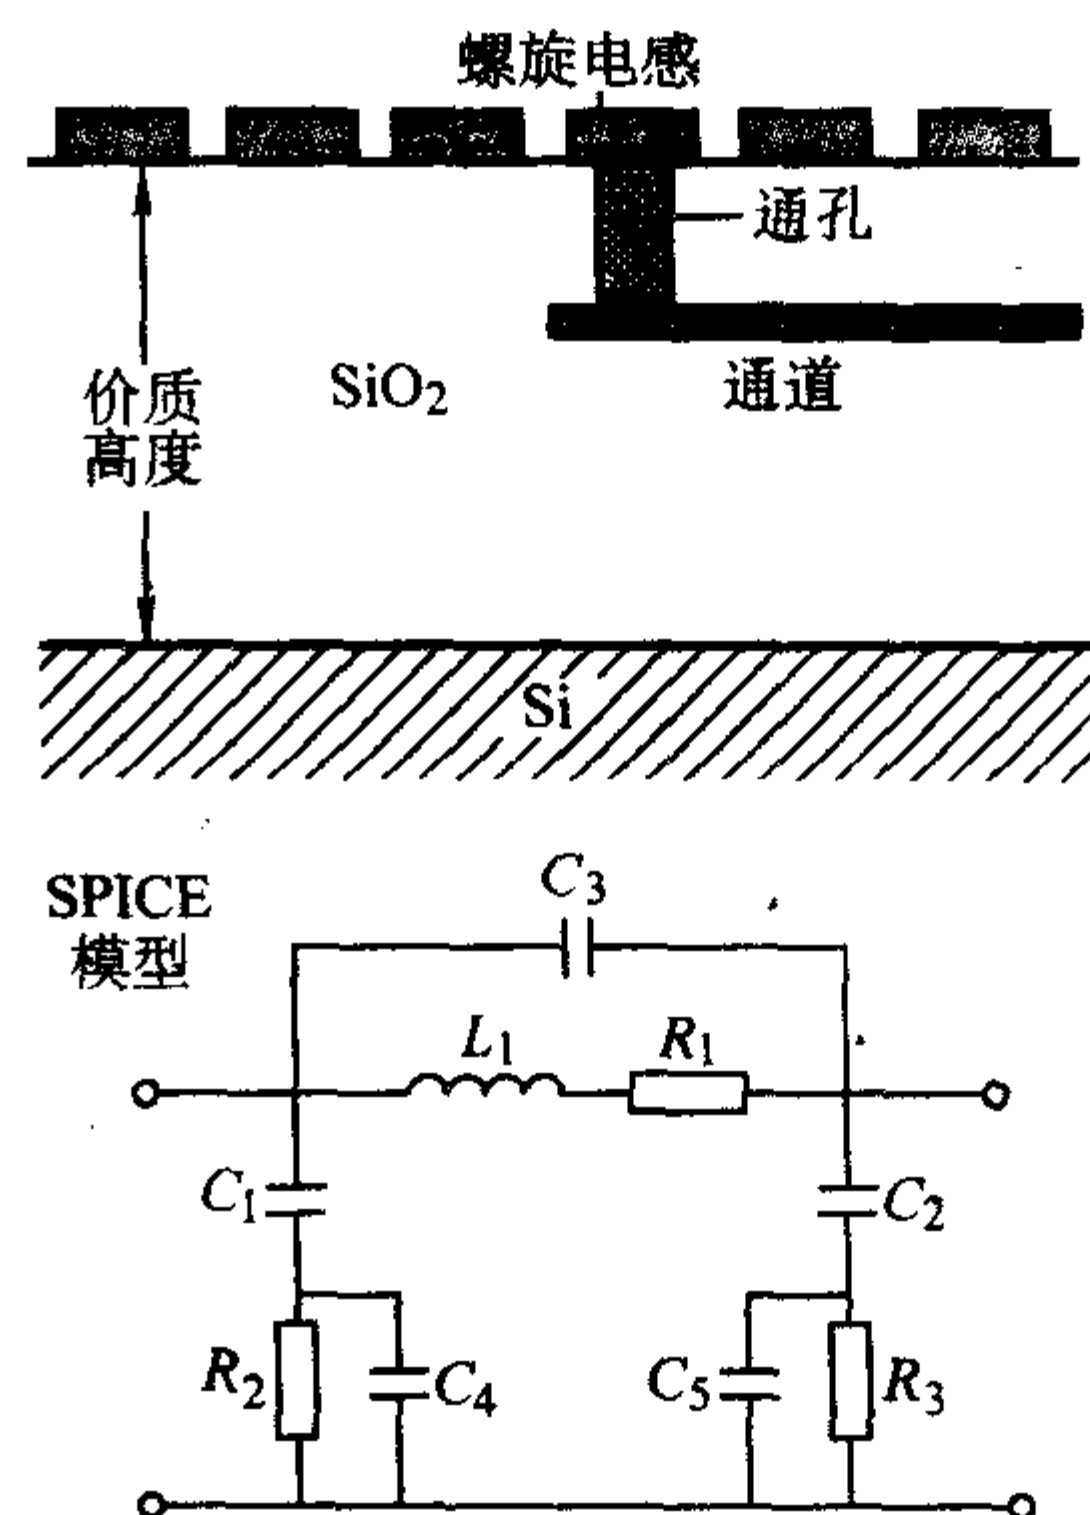 螺旋电感
通孔
价质
高度
SiO₂
通道
Si
SPICE
模型
C₃
L₁
R₁
C₁
C₂
R₂
C₄
C₅
R₃